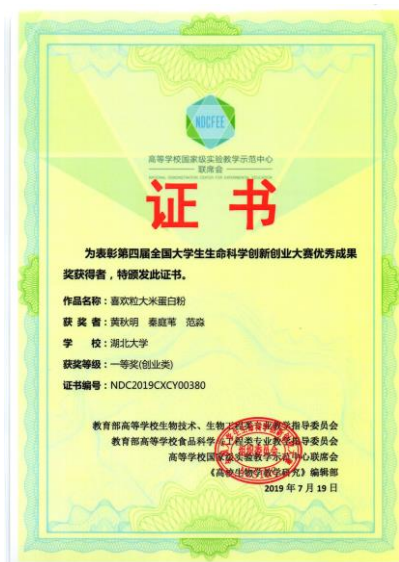 NDCFEE
高等学校国家级实验教学示范中心
联席会
NATIONAL DEMONSTRATION CENTER FOR EXPERIMENTAL EDUCATION
证书
为表彰第四届全国大学生生命科学创新创业大赛优秀成果
奖获得者，特颁发此证书。
作品名称：喜欢粒大米蛋白粉
获 奖 者：黄秋明 秦庭苇 范淼
学 校：湖北大学
获奖等级：一等奖(创业类)
证书编号：NDC2019CXCY00380
教育部高等学校生物技术、生物工程类专业教学指导委员会
教育部高等学校食品科学与工程类专业教学指导委员会
高等学校国家级实验教学示范中心联席会
《高校生物学教学研究》编辑部
2019 年 7 月 19 日